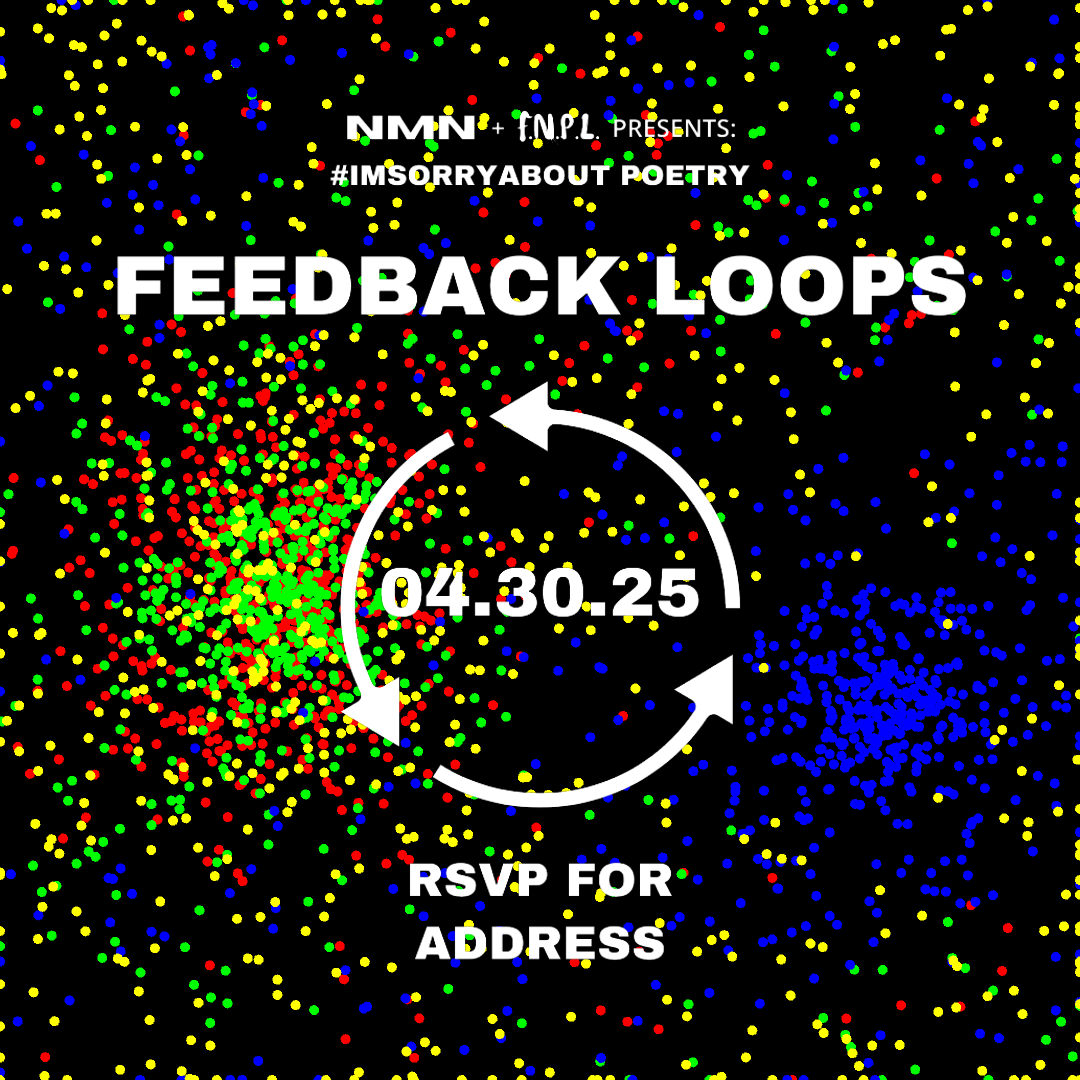 NMN + F.N.P.L. PRESENTS:
#IMSORRYABOUT POETRY
FEEDBACK LOOPS
04.30.25
RSVP FOR
ADDRESS